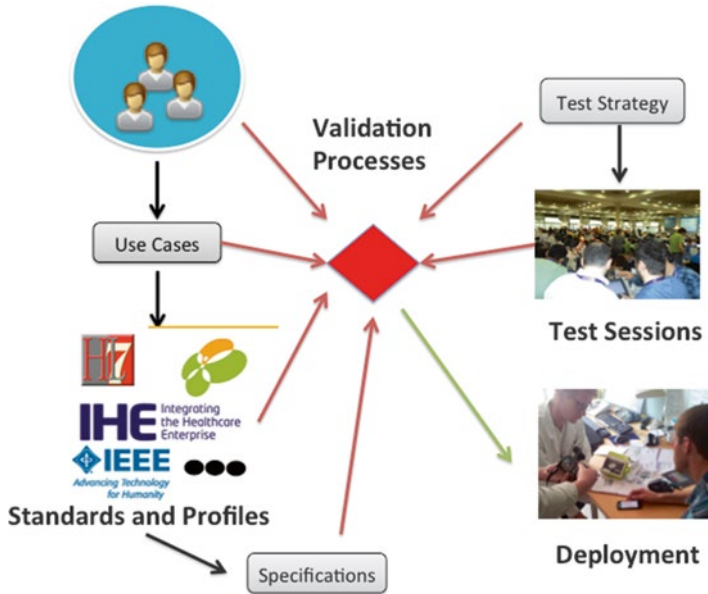 Validation
Processes
Test Strategy
Use Cases
Test Sessions
HL7
IHE Integrating
the Healthcare
Enterprise
IEEE
Advancing Technology
for Humanity
Standards and Profiles
Deployment
Specifications